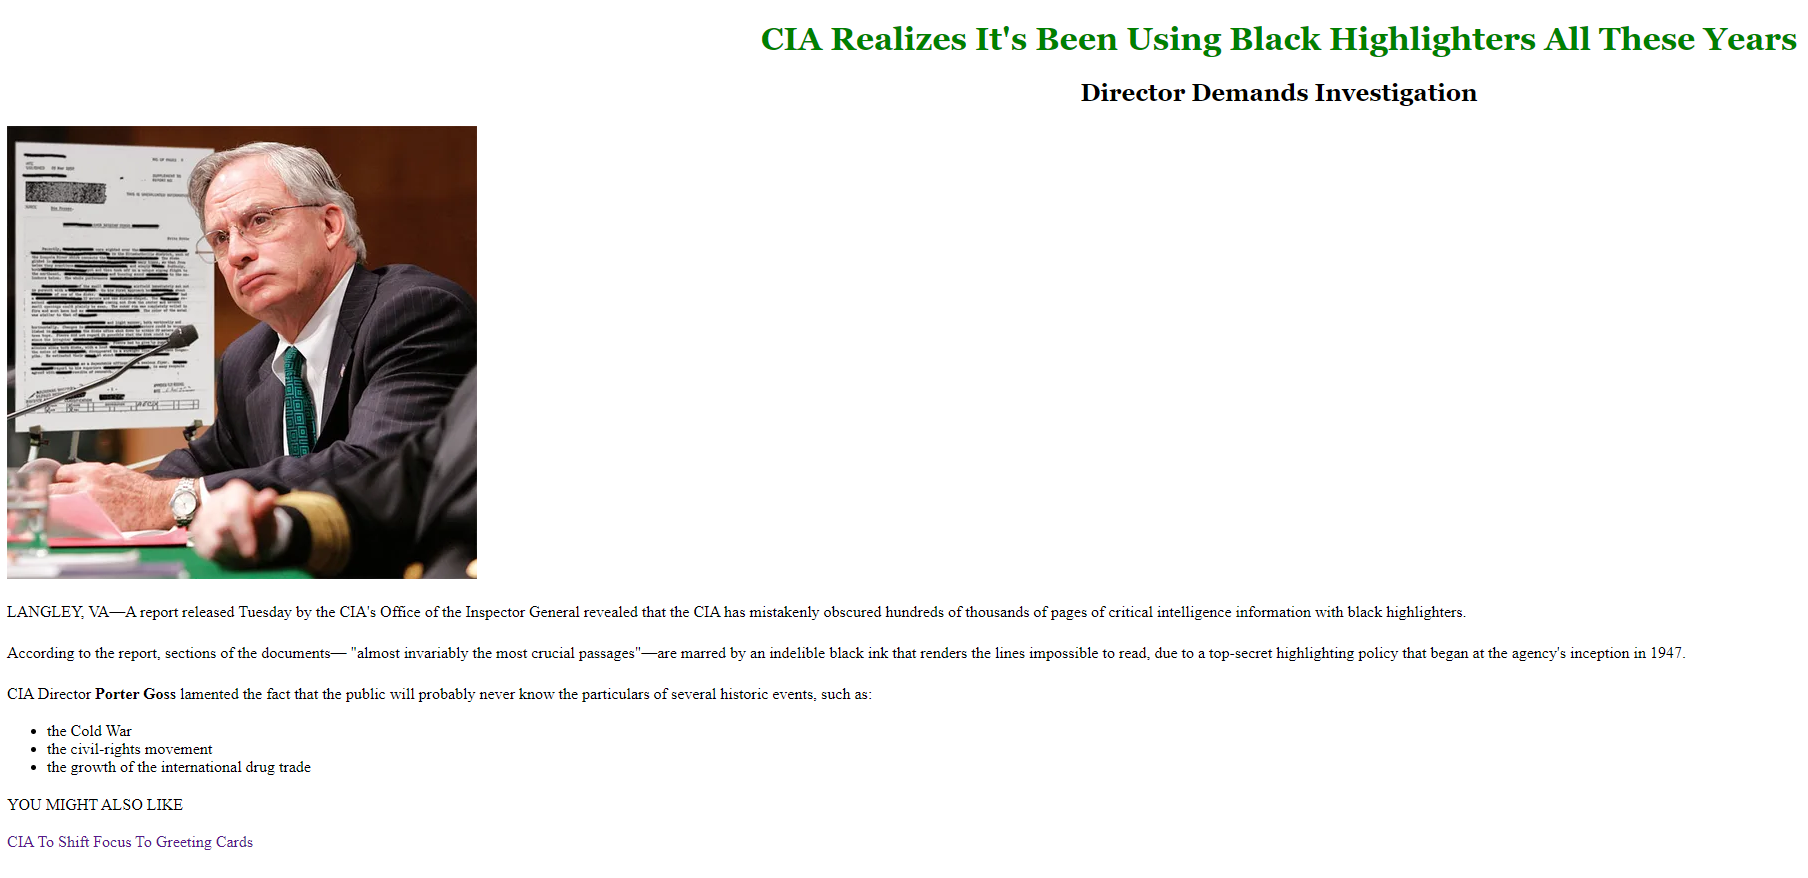 CIA Realizes It's Been Using Black Highlighters All These Years
Director Demands Investigation
LANGLEY, VA—A report released Tuesday by the CIA's Office of the Inspector General revealed that the CIA has mistakenly obscured hundreds of thousands of pages of critical intelligence information with black highlighters.
According to the report, sections of the documents— "almost invariably the most crucial passages"—are marred by an indelible black ink that renders the lines impossible to read, due to a top-secret highlighting policy that began at the agency's inception in 1947.
CIA Director Porter Goss lamented the fact that the public will probably never know the particulars of several historic events, such as:
• the Cold War
• the civil-rights movement
• the growth of the international drug trade
YOU MIGHT ALSO LIKE
CIA To Shift Focus To Greeting Cards